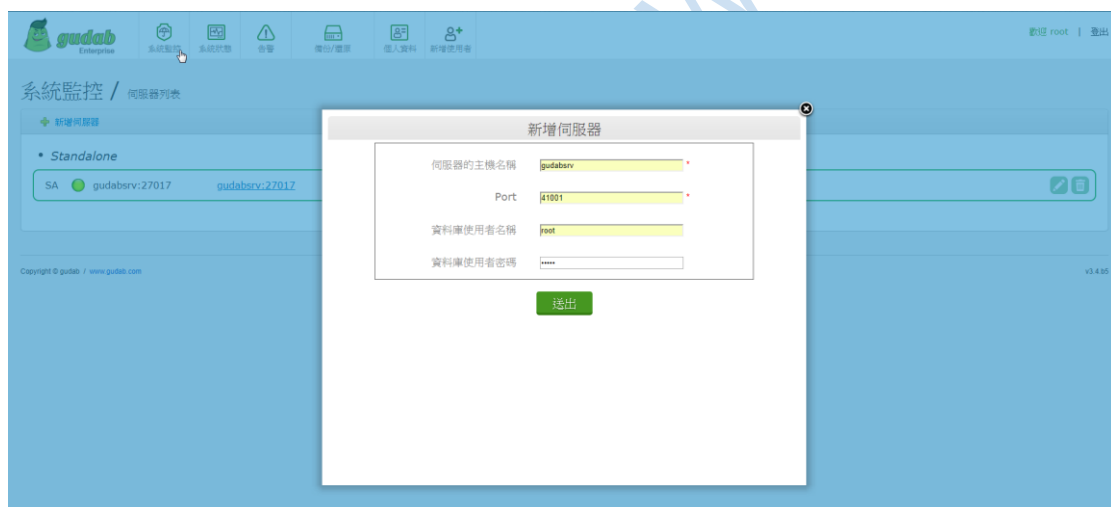 gudab
Enterprise
系統監控
系統狀態
告警
備份/還原
個人資料
新增使用者
歡迎 root | 登出
系統監控 / 伺服器列表
新增伺服器
• Standalone
SA gudabsrv:27017 gudabsrv:27017
新增伺服器
伺服器的主機名稱 gudabsrv *
Port 41001 *
資料庫使用者名稱 root
資料庫使用者密碼 •••••
送出
Copyright © gudab / www.gudab.com
v3.4.b5